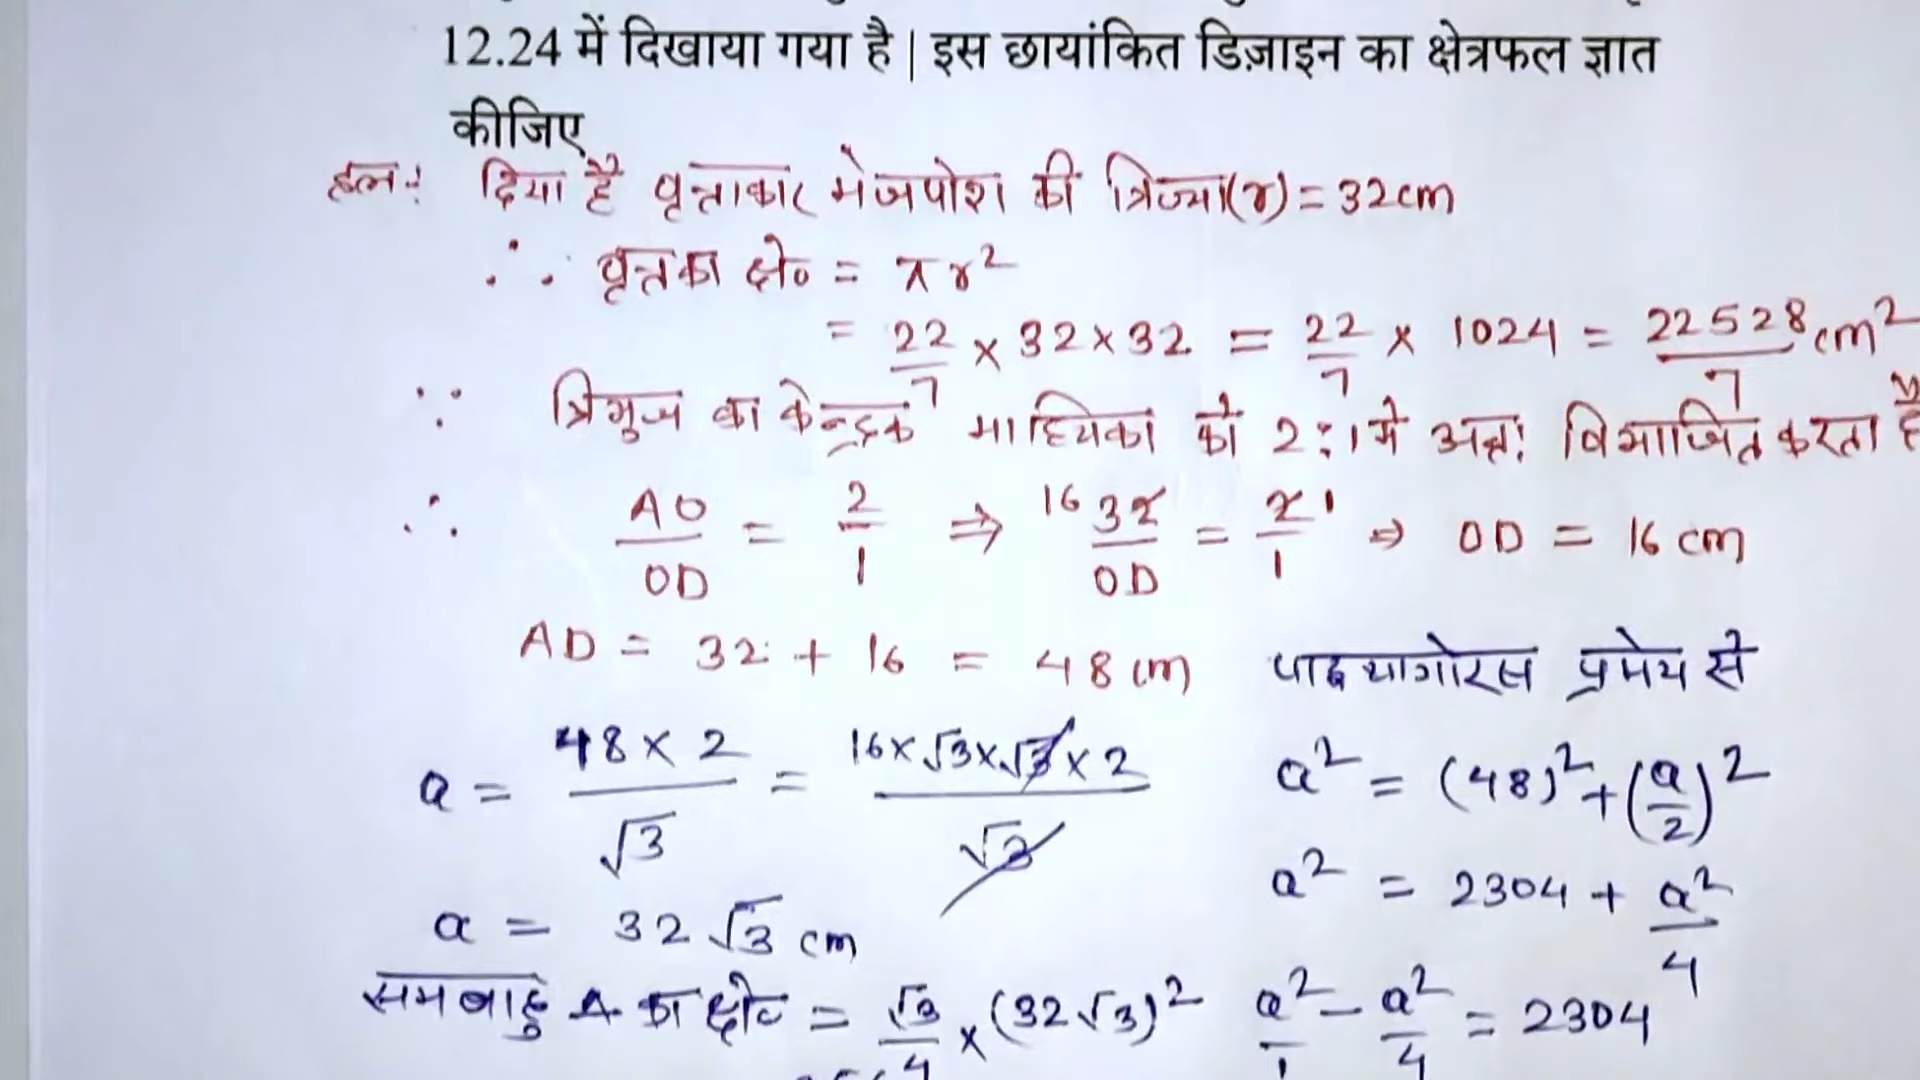 12.24 में दिखाया गया है | इस छायांकित डिज़ाइन का क्षेत्रफल ज्ञात
कीजिए
हल:- दिया है वृत्ताकार मेजपोश की त्रिज्या(r) = 32cm
∴ वृत्त का क्षे० = πr²
= 22/7 × 32 × 32 = 22/7 × 1024 = 22528/7 cm²
∵ त्रिभुज का केन्द्रक माध्यिका को 2:1 में अन्त: विभाजित करता है
∴ AO/OD = 2/1 ⇒ 16 32/OD = 2/1 1 ⇒ OD = 16 cm
AD = 32 + 16 = 48 cm
a = 48 × 2/√3 = 16×√3×√3×2/√3
a = 32√3 cm
समबाहु Δ का क्षे० = √3/4 × (32√3)²
पाइथागोरस प्रमेय से
a² = (48)² + (a/2)²
a² = 2304 + a²/4
a²/1 - a²/4 = 2304